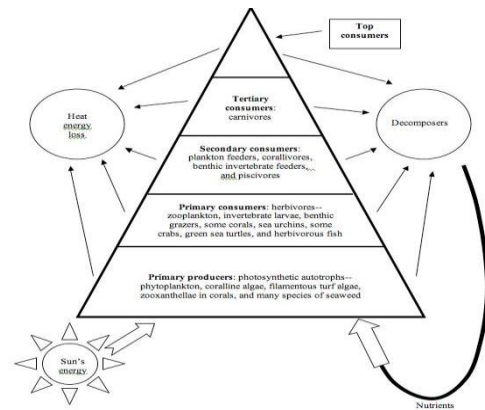 Top
consumers
Tertiary
consumers:
carnivores
Heat
energy
loss
Decomposers
Secondary consumers:
plankton feeders, corallivores,
benthic invertebrate feeders,
and piscivores
Primary consumers: herbivores--
zooplankton, invertebrate larvae, benthic
grazers, some corals, sea urchins, some
crabs, green sea turtles, and herbivorous fish
Primary producers: photosynthetic autotrophs--
phytoplankton, coralline algae, filamentous turf algae,
zooxanthellae in corals, and many species of seaweed
Sun's
energy
Nutrients